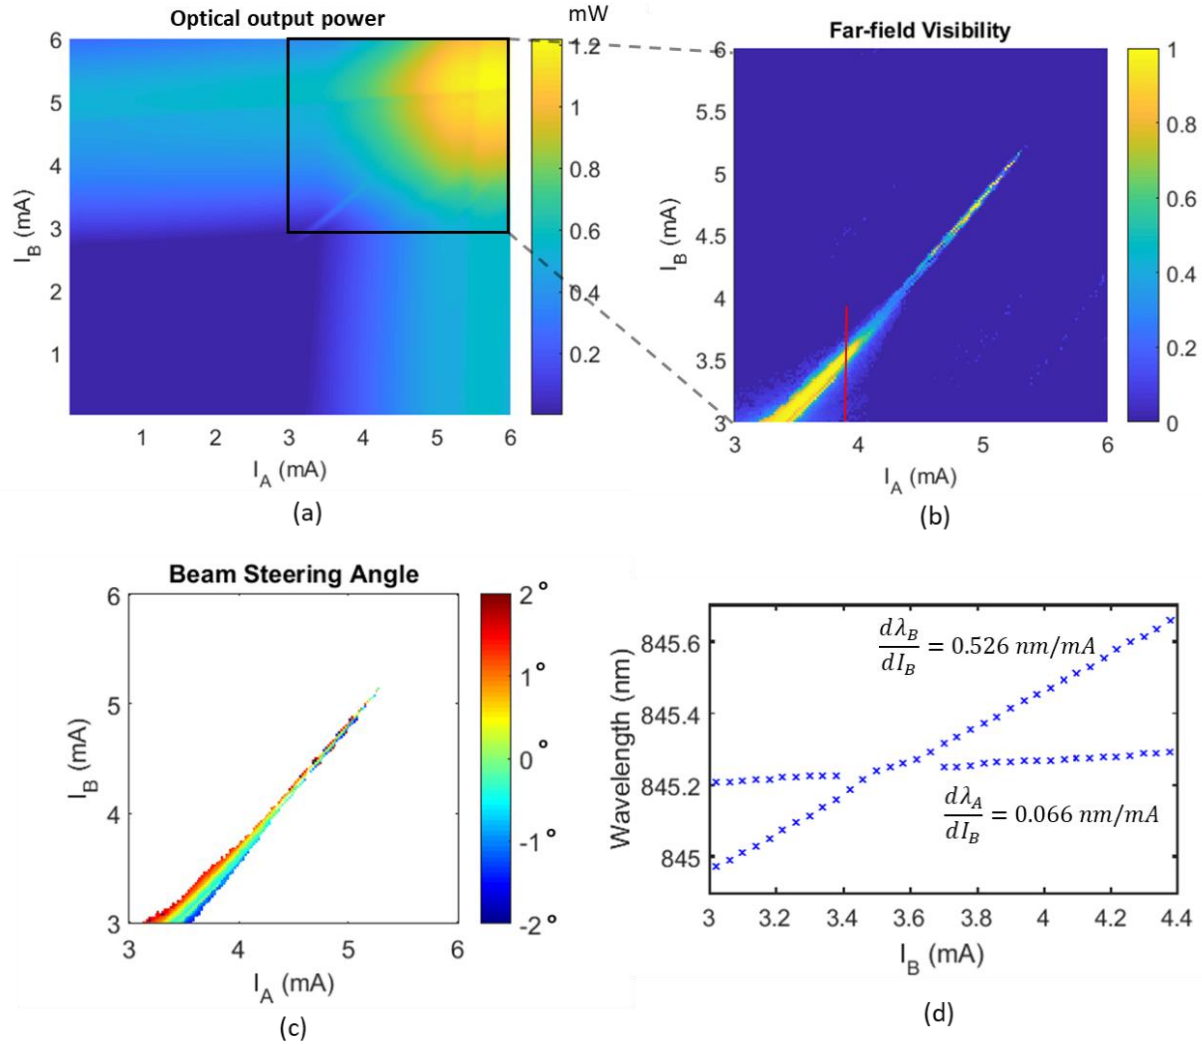 Optical output power
mW
6
5
4
3
2
1
I_B (mA)
1 2 3 4 5 6
I_A (mA)
1.2
1
0.8
0.6
0.4
0.2
(a)
Far-field Visibility
6
5.5
5
4.5
4
3.5
3
I_B (mA)
3 4 5 6
I_A (mA)
1
0.8
0.6
0.4
0.2
0
(b)
Beam Steering Angle
6
5
4
3
I_B (mA)
3 4 5 6
I_A (mA)
2°
1°
0°
-1°
-2°
(c)
845.6
845.4
845.2
845
Wavelength (nm)
dλ_B/dI_B = 0.526 nm/mA
dλ_A/dI_B = 0.066 nm/mA
3 3.2 3.4 3.6 3.8 4 4.2 4.4
I_B (mA)
(d)